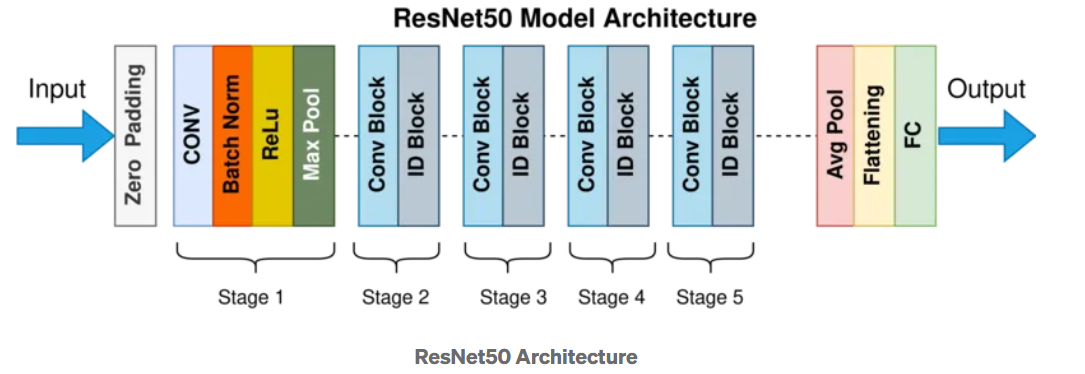 ResNet50 Model Architecture
Input
Zero Padding
CONV
Batch Norm
ReLu
Max Pool
Conv Block
ID Block
Conv Block
ID Block
Conv Block
ID Block
Conv Block
ID Block
Avg Pool
Flattening
FC
Output
Stage 1
Stage 2
Stage 3
Stage 4
Stage 5
ResNet50 Architecture